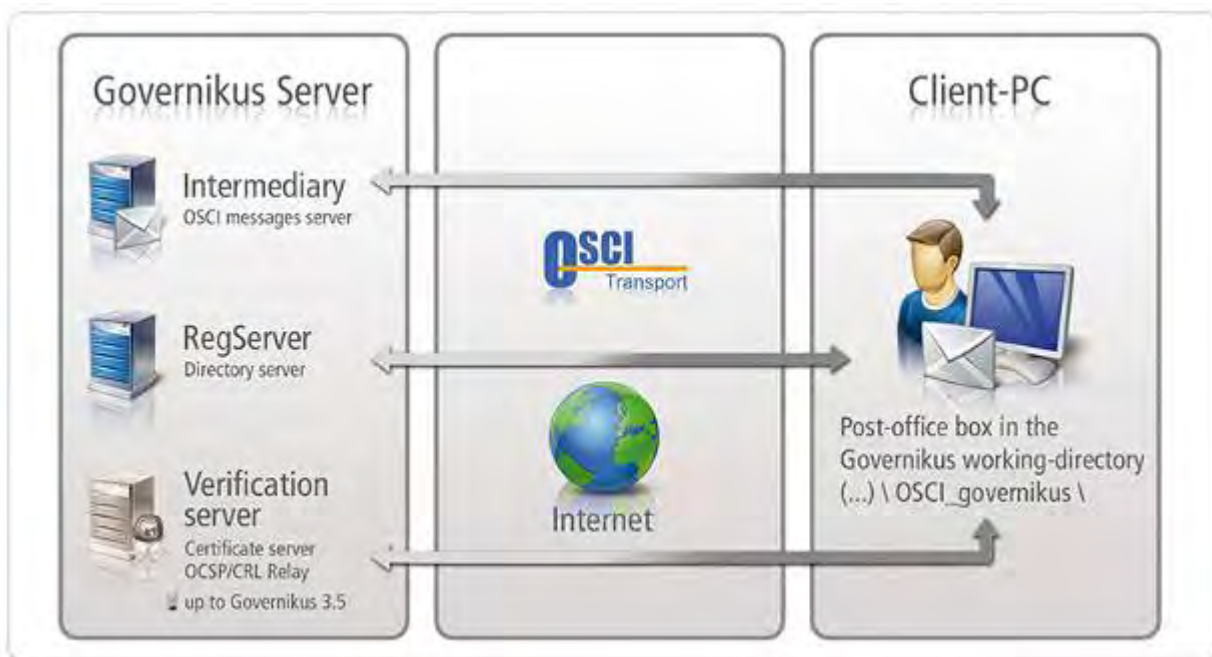 Governikus Server
Intermediary
OSCI messages server
RegServer
Directory server
Verification
server
Certificate server
OCSP/CRL Relay
up to Governikus 3.5
OSCI
Transport
Internet
Client-PC
Post-office box in the
Governikus working-directory
(...) \ OSCI_governikus \